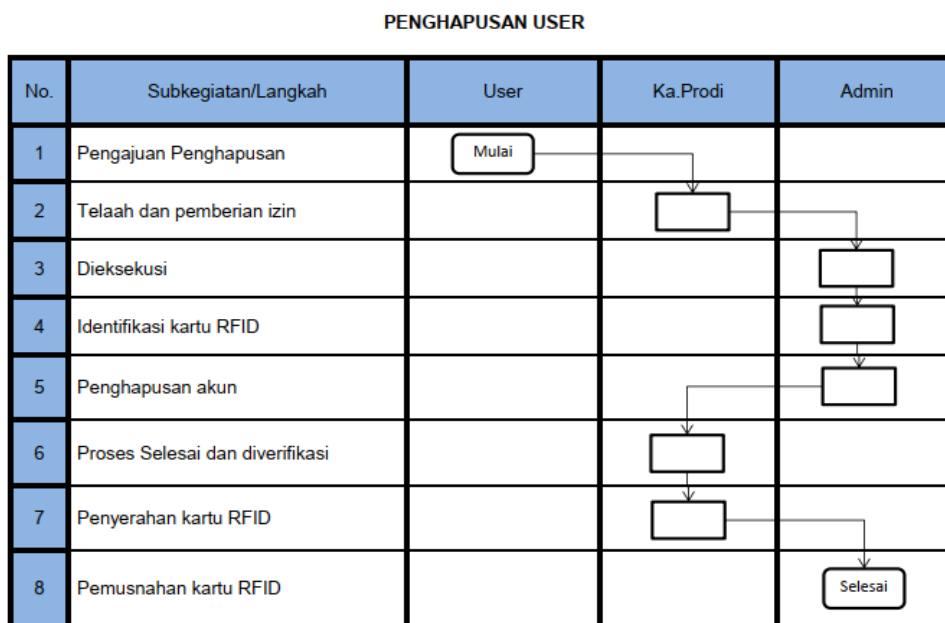 PENGHAPUSAN USER
No. Subkegiatan/Langkah User Ka.Prodi Admin
1 Pengajuan Penghapusan Mulai
2 Telaah dan pemberian izin
3 Dieksekusi
4 Identifikasi kartu RFID
5 Penghapusan akun
6 Proses Selesai dan diverifikasi
7 Penyerahan kartu RFID
8 Pemusnahan kartu RFID Selesai